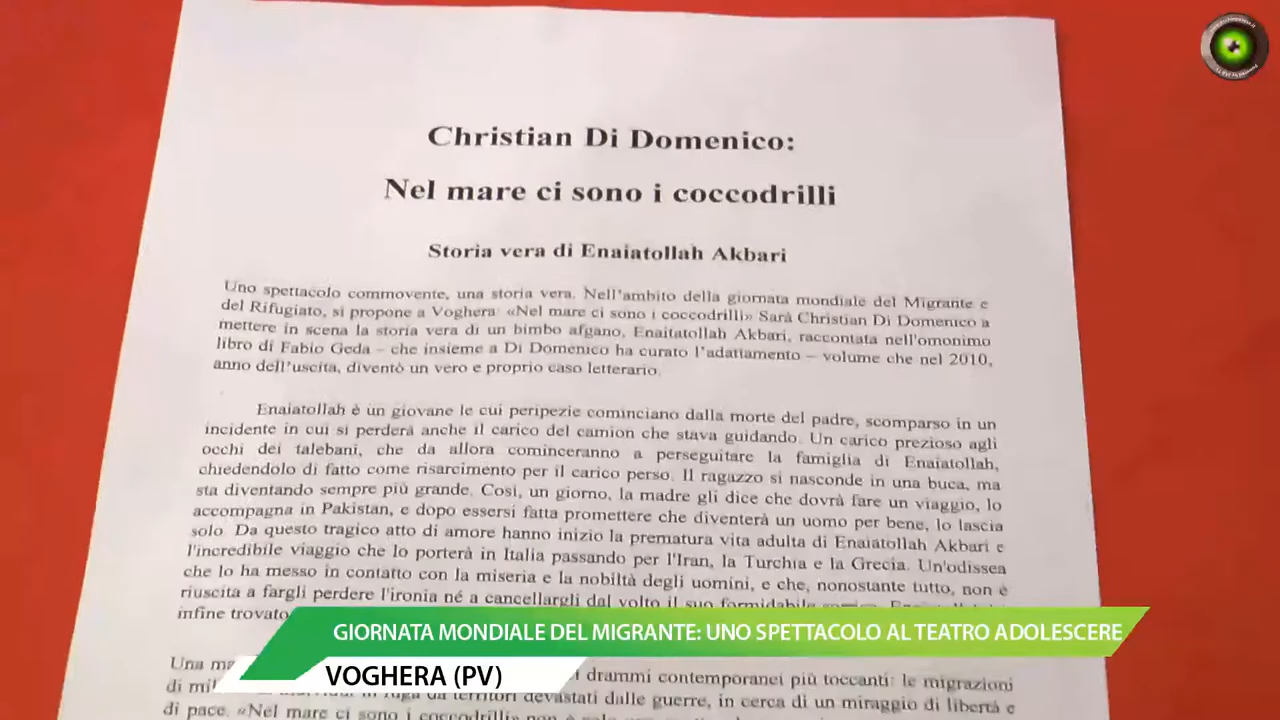 Christian Di Domenico:
Nel mare ci sono i coccodrilli
Storia vera di Enaiatollah Akbari
Uno spettacolo commovente, una storia vera. Nell'ambito della giornata mondiale del Migrante e
del Rifugiato, si propone a Voghera: «Nel mare ci sono i coccodrilli» Sarà Christian Di Domenico a
mettere in scena la storia vera di un bimbo afgano, Enaitatollah Akbari, raccontata nell'omonimo
libro di Fabio Geda – che insieme a Di Domenico ha curato l'adattamento – volume che nel 2010,
anno dell'uscita, diventò un vero e proprio caso letterario.
Enaiatollah è un giovane le cui peripezie cominciano dalla morte del padre, scomparso in un
incidente in cui si perderà anche il carico del camion che stava guidando. Un carico prezioso agli
occhi dei talebani, che da allora cominceranno a perseguitare la famiglia di Enaiatollah,
chiedendolo di fatto come risarcimento per il carico perso. Il ragazzo si nasconde in una buca, ma
sta diventando sempre più grande. Così, un giorno, la madre gli dice che dovrà fare un viaggio, lo
accompagna in Pakistan, e dopo essersi fatta promettere che diventerà un uomo per bene, lo lascia
solo. Da questo tragico atto di amore hanno inizio la prematura vita adulta di Enaiatollah Akbari e
l'incredibile viaggio che lo porterà in Italia passando per l'Iran, la Turchia e la Grecia. Un'odissea
che lo ha messo in contatto con la miseria e la nobiltà degli uomini, e che, nonostante tutto, non è
riuscita a fargli perdere l'ironia né a cancellargli dal volto il suo formidabile
infine trovato
GIORNATA MONDIALE DEL MIGRANTE: UNO SPETTACOLO AL TEATRO ADOLESCERE
VOGHERA (PV)
Una drammi contemporanei più toccanti: le migrazioni
di in fuga da territori devastati dalle guerre, in cerca di un miraggio di libertà e
di pace. «Nel mare ci sono i coccodrilli» non è solo